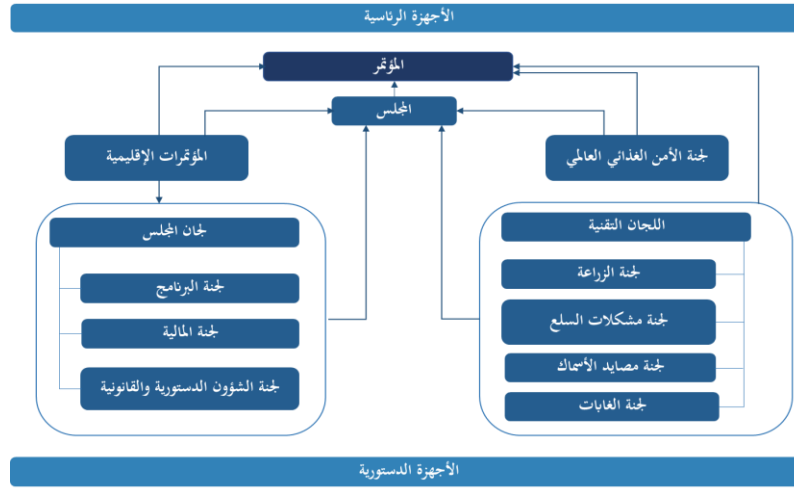 الأجهزة الرئاسية
المؤتمر
المجلس
المؤتمرات الإقليمية
لجنة الأمن الغذائي العالمي
لجان المجلس
لجنة البرنامج
لجنة المالية
لجنة الشؤون الدستورية والقانونية
اللجان التقنية
لجنة الزراعة
لجنة مشكلات السلع
لجنة مصايد الأسماك
لجنة الغابات
الأجهزة الدستورية